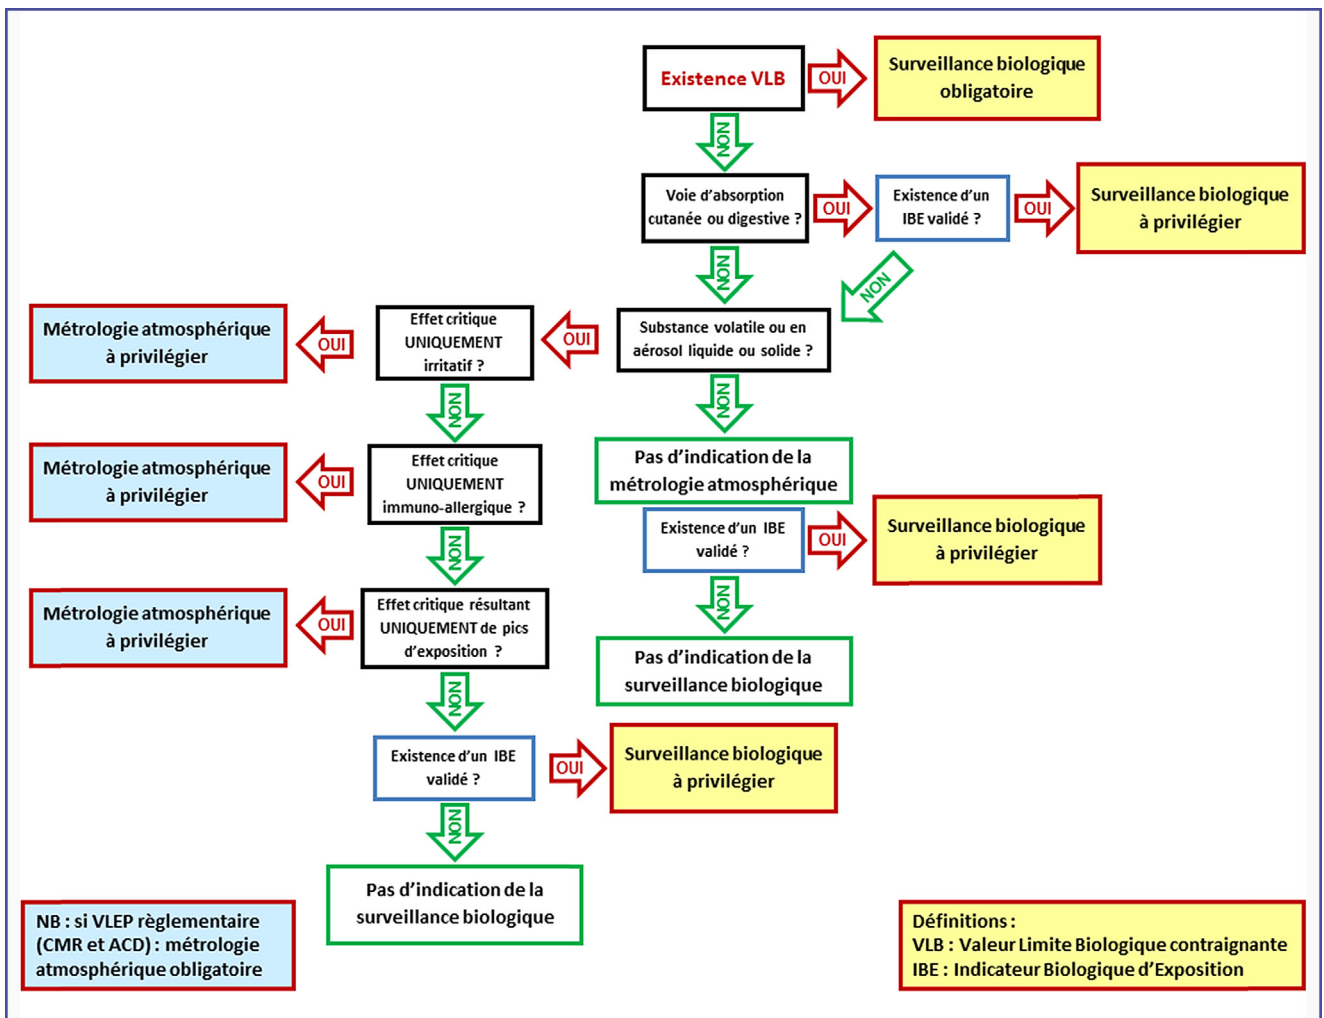 Existence VLB
OUI
Surveillance biologique
obligatoire
NON
Voie d'absorption
cutanée ou digestive ?
OUI
Existence d'un
IBE validé ?
OUI
Surveillance biologique
à privilégier
NON
NON
Substance volatile ou en
aérosol liquide ou solide ?
OUI
Effet critique
UNIQUEMENT
irritatif ?
OUI
Métrologie atmosphérique
à privilégier
NON
NON
Effet critique
UNIQUEMENT
immuno-allergique ?
OUI
Métrologie atmosphérique
à privilégier
Pas d'indication de la
métrologie atmosphérique
Existence d'un IBE
validé ?
OUI
Surveillance biologique
à privilégier
NON
NON
Effet critique résultant
UNIQUEMENT de pics
d'exposition ?
OUI
Métrologie atmosphérique
à privilégier
Pas d'indication de la
surveillance biologique
NON
Existence d'un IBE
validé ?
OUI
Surveillance biologique
à privilégier
NON
Pas d'indication de la
surveillance biologique
NB : si VLEP règlementaire
(CMR et ACD) : métrologie
atmosphérique obligatoire
Définitions :
VLB : Valeur Limite Biologique contraignante
IBE : Indicateur Biologique d'Exposition